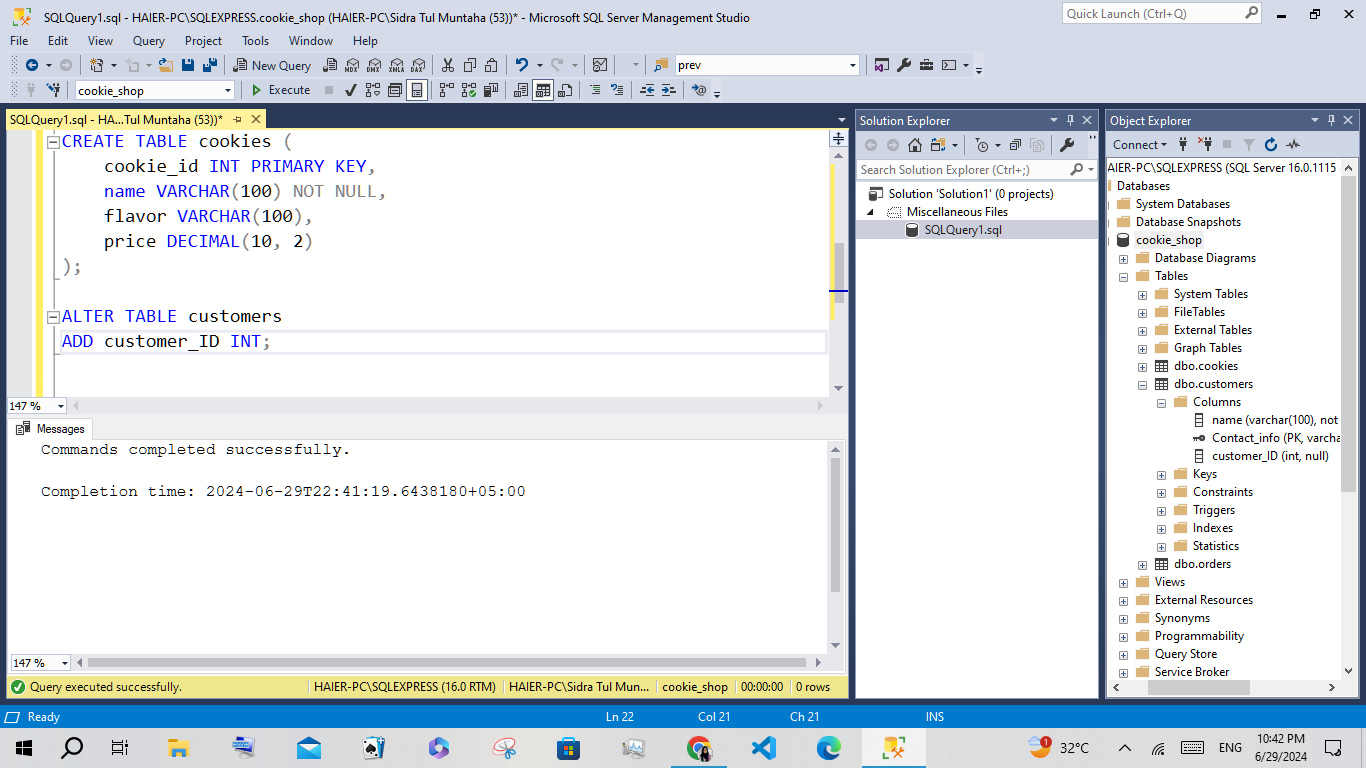 SQLQuery1.sql - HAIER-PC\SQLEXPRESS.cookie_shop (HAIER-PC\Sidra Tul Muntaha (53))* - Microsoft SQL Server Management Studio
Quick Launch (Ctrl+Q)
File Edit View Query Project Tools Window Help
New Query
MDX DMX XMLA DAX
prev
cookie_shop
Execute
SQLQuery1.sql - HA...Tul Muntaha (53))*
CREATE TABLE cookies (
cookie_id INT PRIMARY KEY,
name VARCHAR(100) NOT NULL,
flavor VARCHAR(100),
price DECIMAL(10, 2)
);
ALTER TABLE customers
ADD customer_ID INT;
147 %
Messages
Commands completed successfully.
Completion time: 2024-06-29T22:41:19.6438180+05:00
147 %
Query executed successfully.
HAIER-PC\SQLEXPRESS (16.0 RTM)
HAIER-PC\Sidra Tul Mun...
cookie_shop
00:00:00
0 rows
Solution Explorer
Search Solution Explorer (Ctrl+;)
Solution 'Solution1' (0 projects)
Miscellaneous Files
SQLQuery1.sql
Object Explorer
Connect
AIER-PC\SQLEXPRESS (SQL Server 16.0.1115
Databases
System Databases
Database Snapshots
cookie_shop
Database Diagrams
Tables
System Tables
FileTables
External Tables
Graph Tables
dbo.cookies
dbo.customers
Columns
name (varchar(100), not
Contact_info (PK, varcha
customer_ID (int, null)
Keys
Constraints
Triggers
Indexes
Statistics
dbo.orders
Views
External Resources
Synonyms
Programmability
Query Store
Service Broker
Ready
Ln 22
Col 21
Ch 21
INS
1
32°C
ENG
10:42 PM
6/29/2024